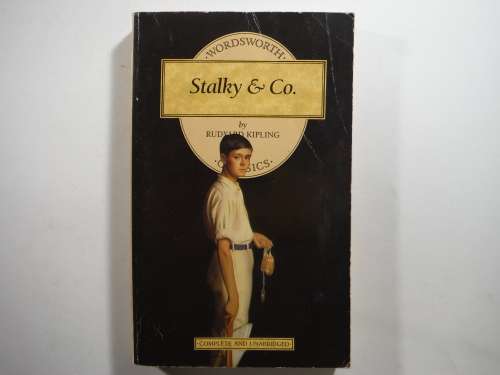 ·WORDSWORTH·
Stalky & Co.
by
RUDYARD KIPLING
CLASSICS·
·COMPLETE AND UNABRIDGED·